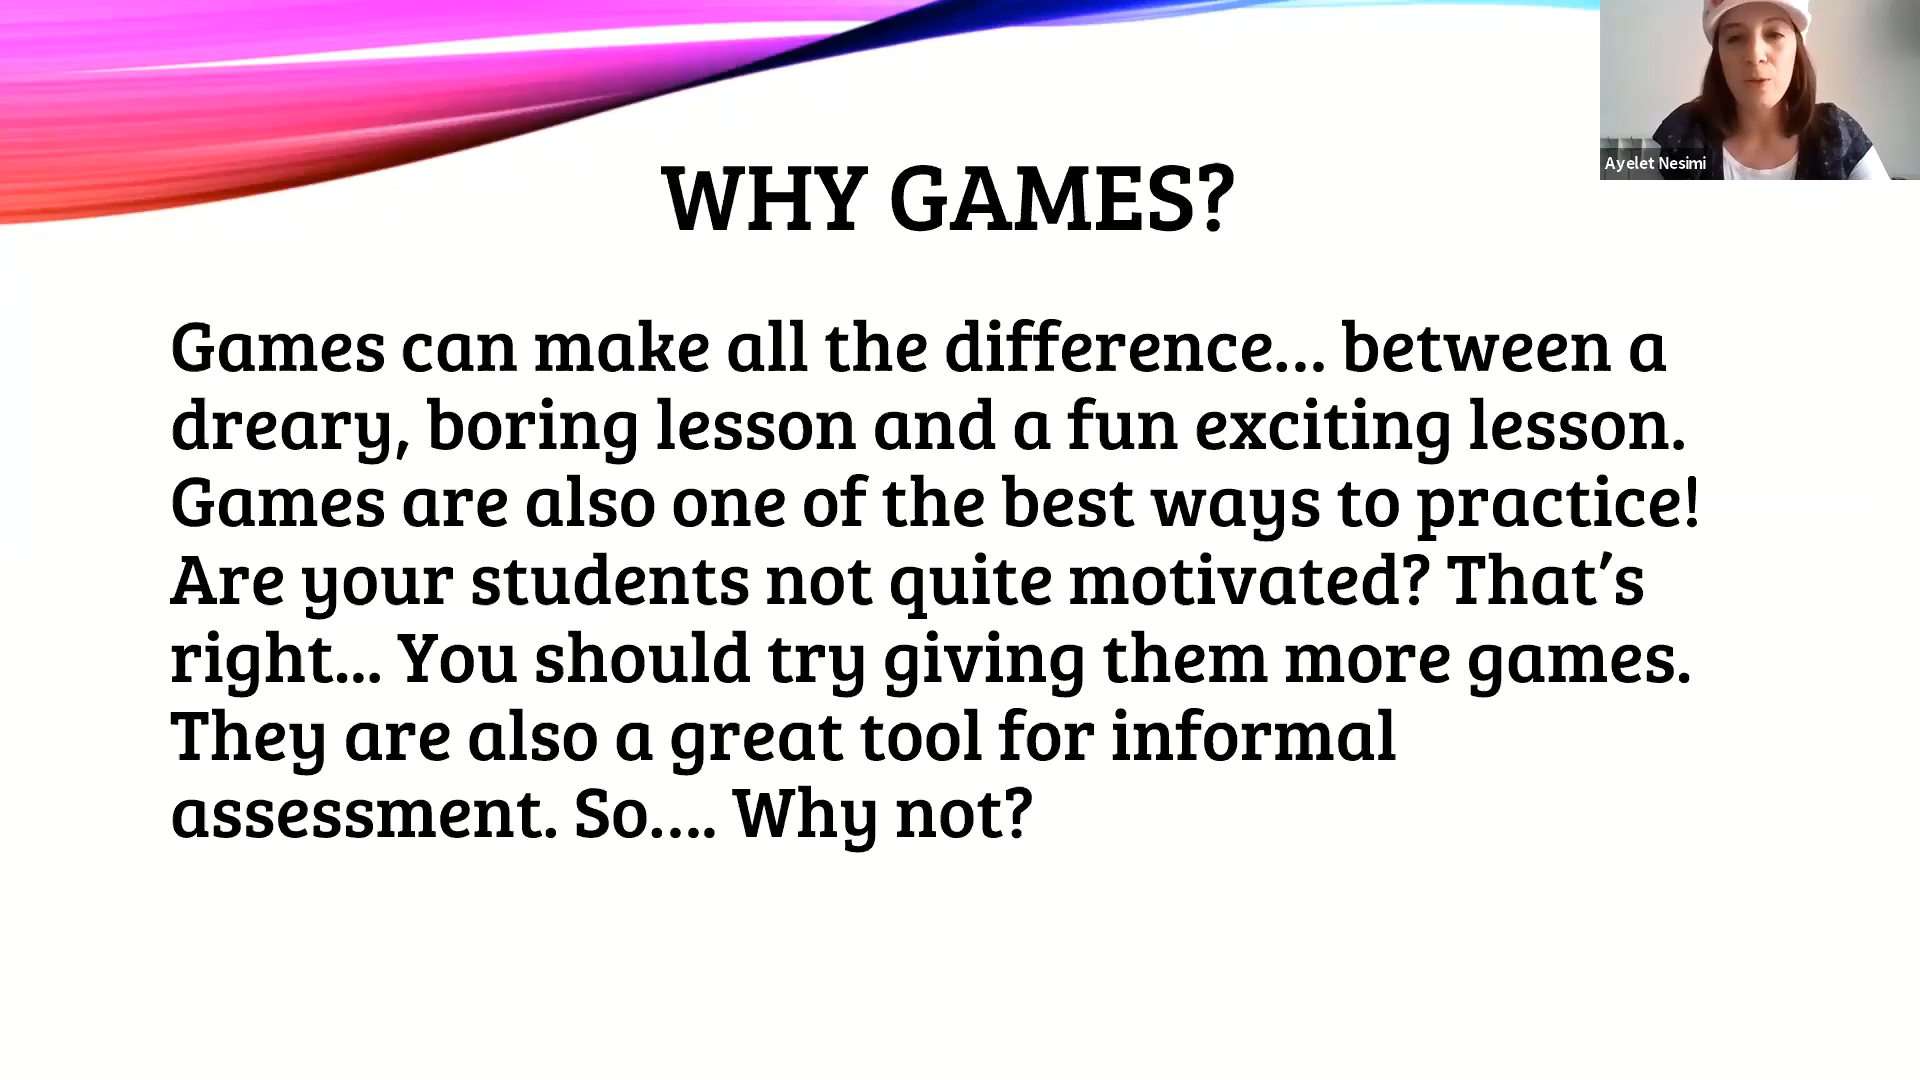 WHY GAMES?
Ayelet Nesimi
Games can make all the difference... between a
dreary, boring lesson and a fun exciting lesson.
Games are also one of the best ways to practice!
Are your students not quite motivated? That's
right... You should try giving them more games.
They are also a great tool for informal
assessment. So.... Why not?